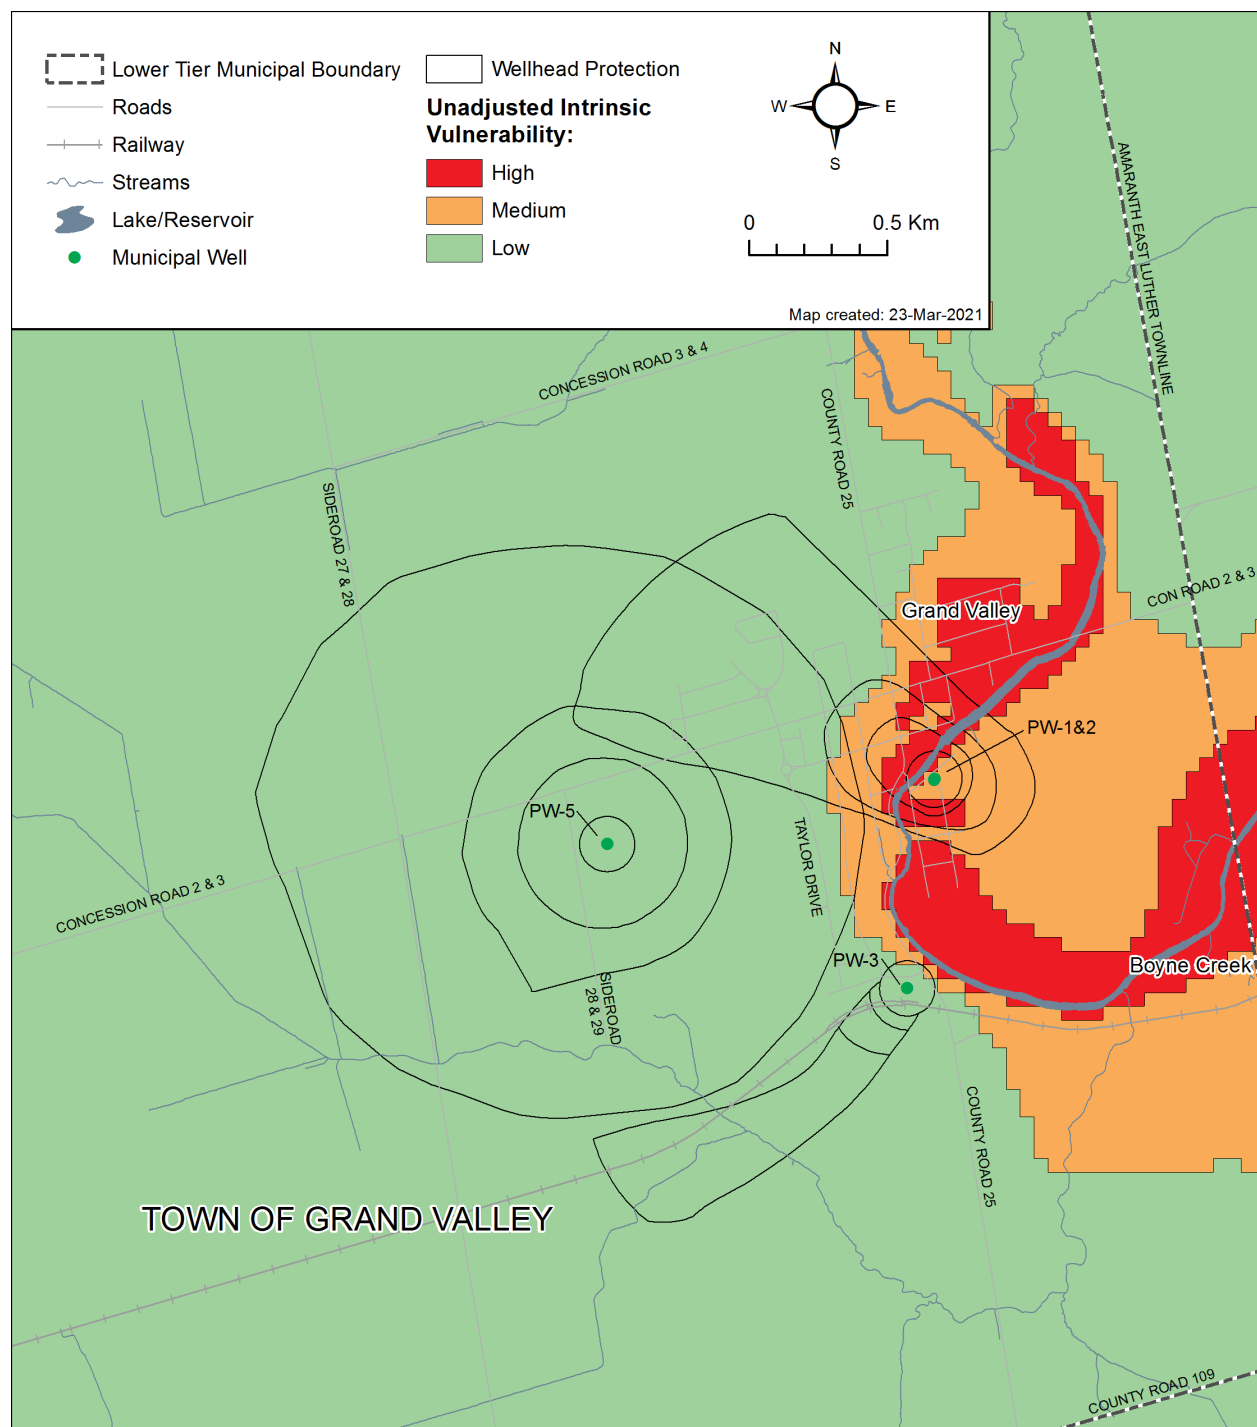 Lower Tier Municipal Boundary
Roads
Railway
Streams
Lake/Reservoir
Municipal Well
Wellhead Protection
Unadjusted Intrinsic
Vulnerability:
High
Medium
Low
N
W
E
S
0
0.5 Km
Map created: 23-Mar-2021
AMARANTH EAST LUTHER TOWNLINE
CONCESSION ROAD 3 & 4
COUNTY ROAD 25
SIDEROAD 27 & 28
CON ROAD 2 & 3
Grand Valley
PW-1&2
PW-5
TAYLOR DRIVE
CONCESSION ROAD 2 & 3
PW-3
Boyne Creek
SIDEROAD
28 & 29
COUNTY ROAD 25
TOWN OF GRAND VALLEY
COUNTY ROAD 109